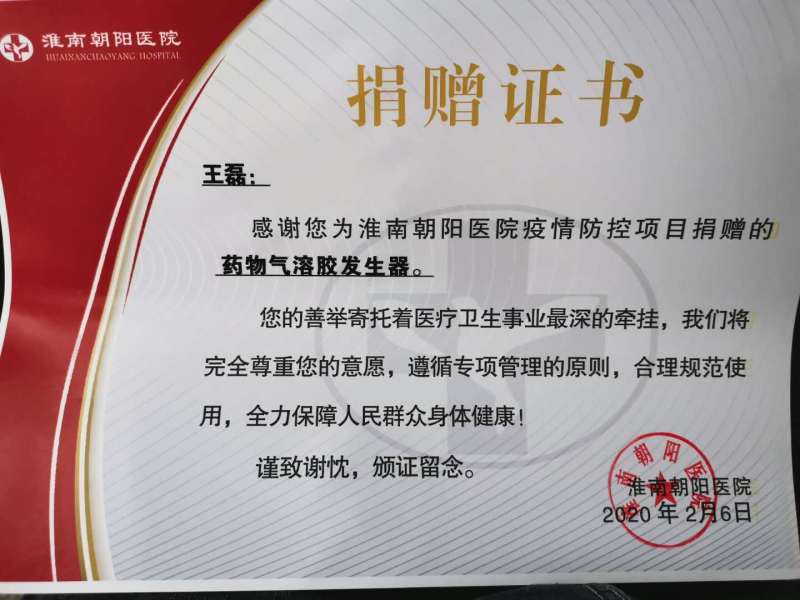 淮南朝阳医院
HUAINANCHAOYANG HOSPITAL
捐赠证书
王磊：
感谢您为淮南朝阳医院疫情防控项目捐赠的
药物气溶胶发生器。
您的善举寄托着医疗卫生事业最深的牵挂，我们将
完全尊重您的意愿，遵循专项管理的原则，合理规范使
用，全力保障人民群众身体健康！
谨致谢忱，颁证留念。
淮南朝阳医院
淮南朝阳医院
2020年2月6日